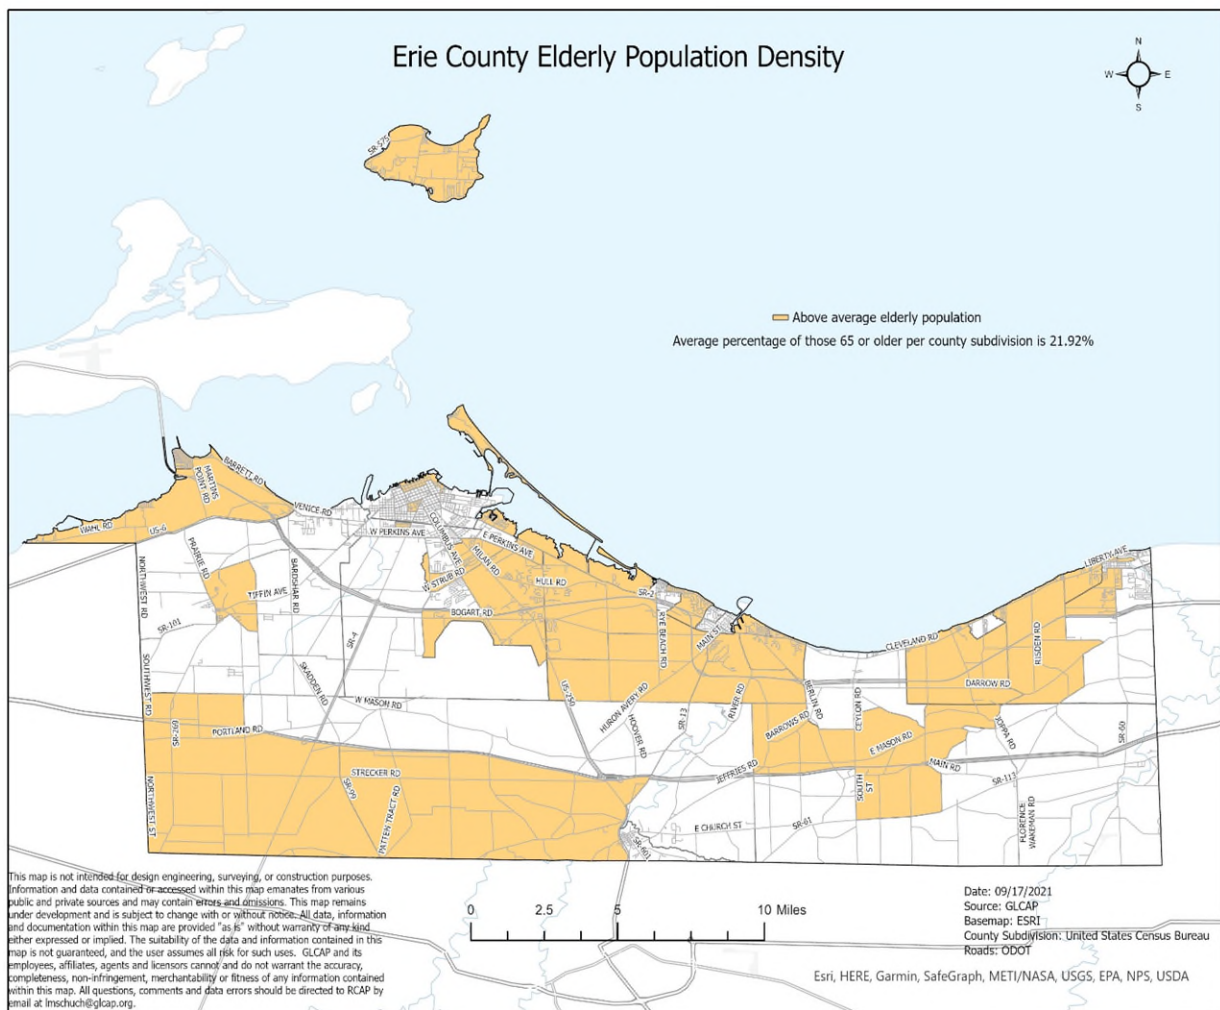 Erie County Elderly Population Density
N
W
E
S
SR-575
Above average elderly population
Average percentage of those 65 or older per county subdivision is 21.92%
BARRETT RD
MARTINS
POINT RD
VENICE RD
WAHL RD
US-6
W PERKINS AVE
COLUMBUS AVE
E PERKINS AVE
MILAN RD
PRAIRIE RD
BARDSHAR RD
NORTHWEST RD
W STRUB RD
HULL RD
TIFFIN AVE
SR-2
BOGART RD
LIBERTY AVE
SR-101
SR-4
RYE BEACH RD
MAIN ST
CLEVELAND RD
RISDEN RD
SOUTHWEST RD
SKADDEN RD
US-250
W MASON RD
HURON AVERY RD
HOOVER RD
SR-13
RIVER RD
BERLIN RD
CEYLON RD
DARROW RD
SR-269
PORTLAND RD
BARROWS RD
E MASON RD
JOPPA RD
SR-60
STRECKER RD
JEFFRIES RD
MAIN RD
SR-113
NORTHWEST ST
SR-99
PATTEN TRACT RD
SOUTH
ST
E CHURCH ST
SR-61
FLORENCE
WAKEMAN RD
SR-601
This map is not intended for design engineering, surveying, or construction purposes.
Information and data contained or accessed within this map emanates from various
public and private sources and may contain errors and omissions. This map remains
under development and is subject to change with or without notice. All data, information
and documentation within this map are provided "as is" without warranty of any kind
either expressed or implied. The suitability of the data and information contained in this
map is not guaranteed, and the user assumes all risk for such uses. GLCAP and its
employees, affiliates, agents and licensors cannot and do not warrant the accuracy,
completeness, non-infringement, merchantability or fitness of any information contained
within this map. All questions, comments and data errors should be directed to RCAP by
email at lmschuch@glcap.org.
0 2.5 5 10 Miles
Date: 09/17/2021
Source: GLCAP
Basemap: ESRI
County Subdivision: United States Census Bureau
Roads: ODOT
Esri, HERE, Garmin, SafeGraph, METI/NASA, USGS, EPA, NPS, USDA